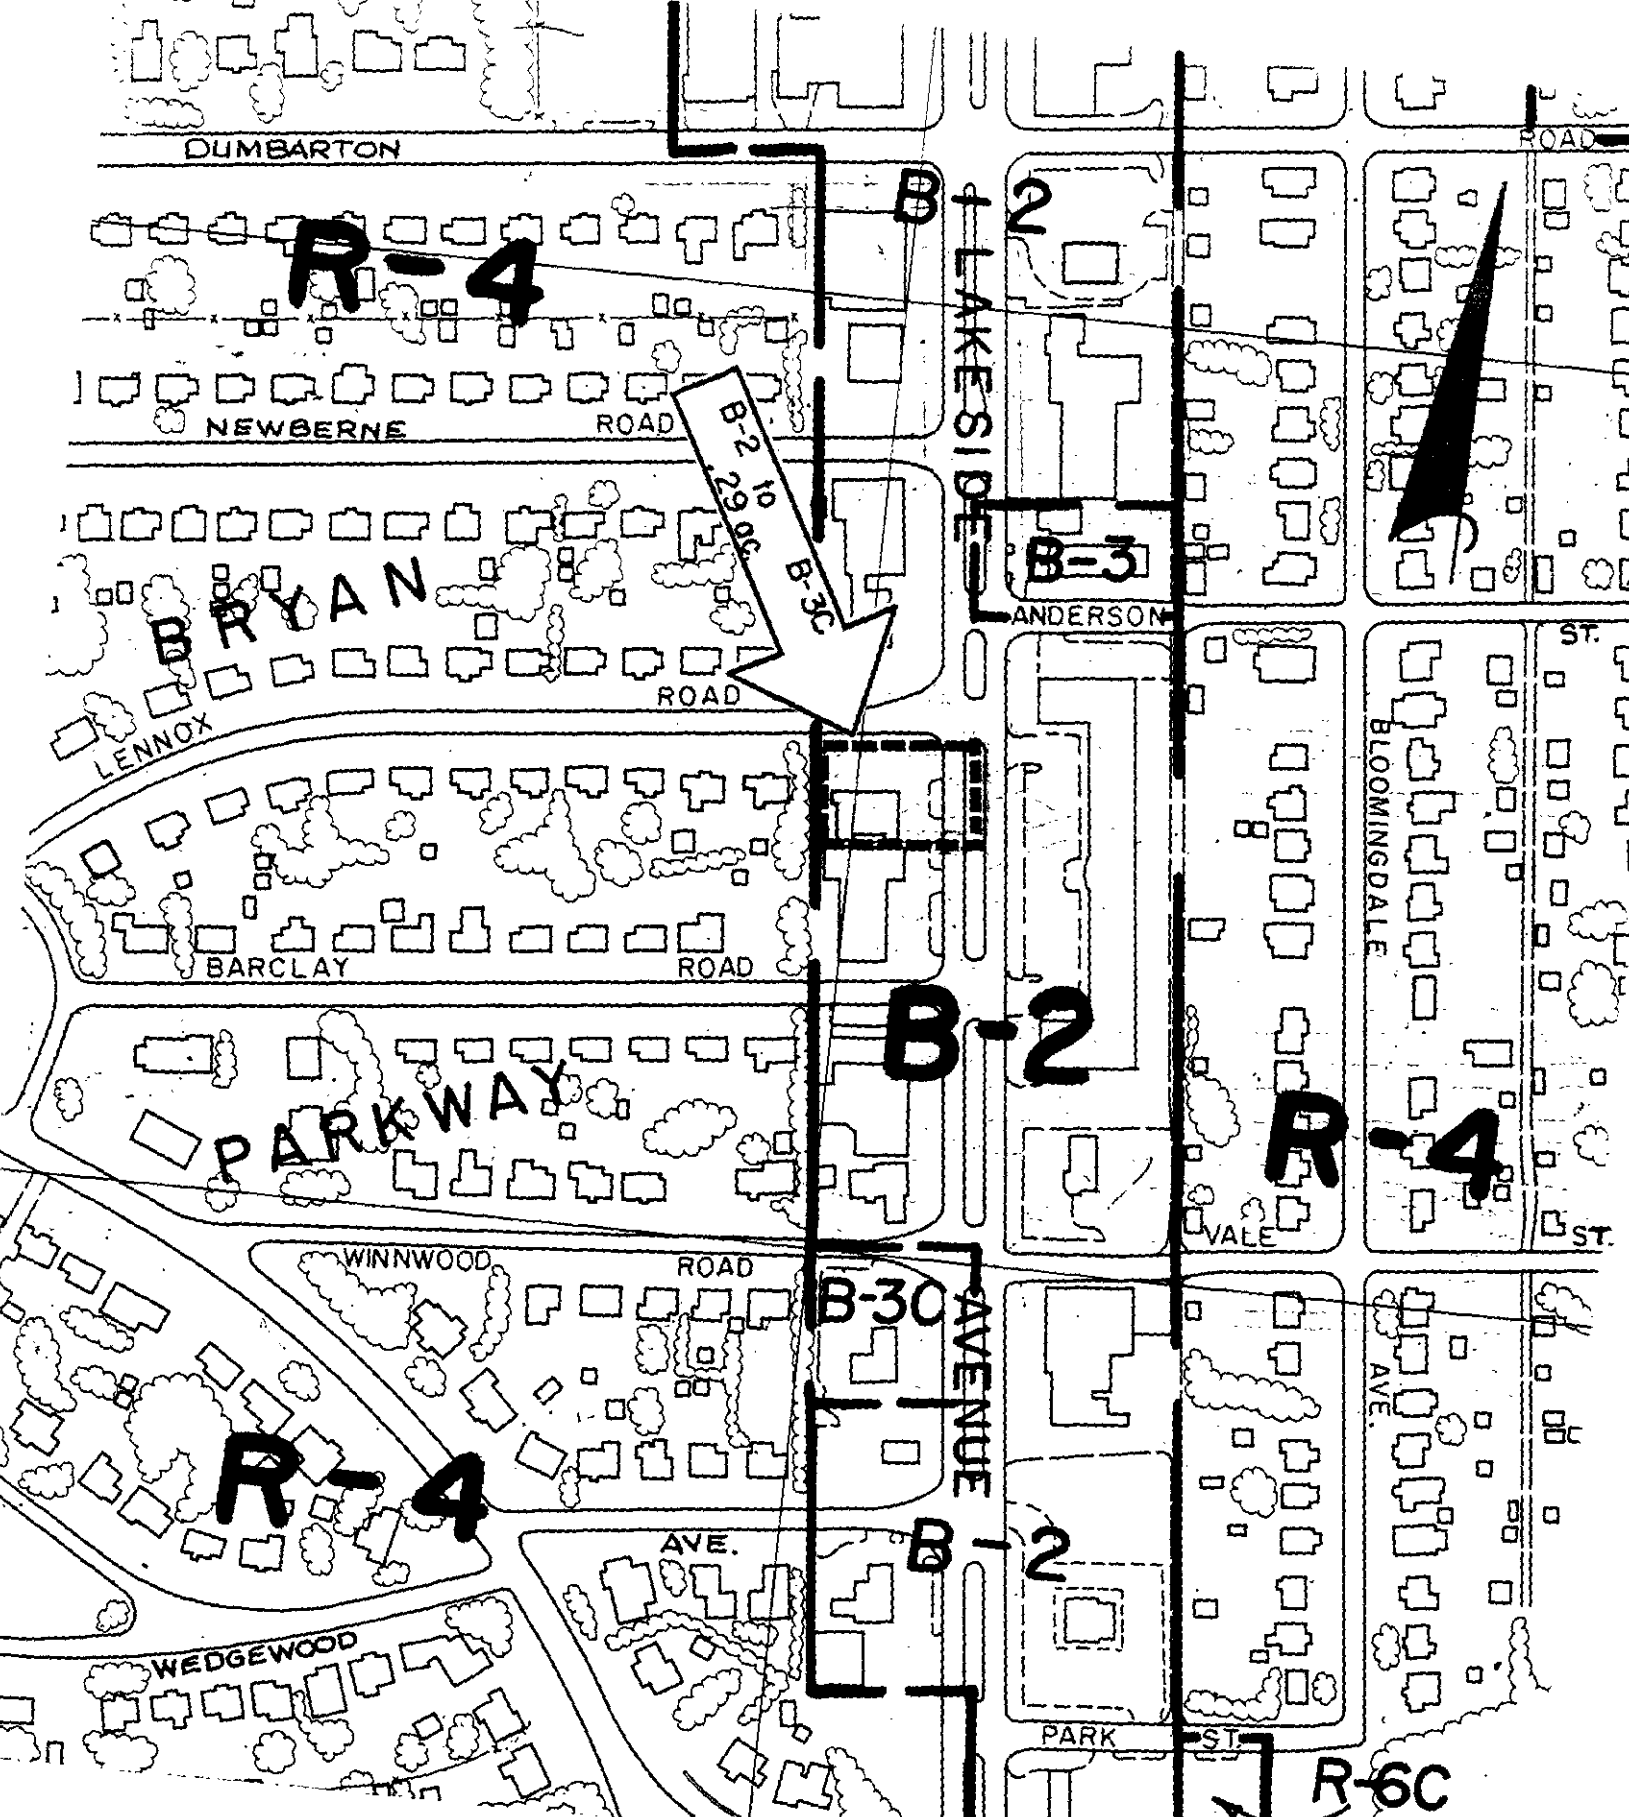 DUMBARTON
ROAD
B-2
R-4
LAKESIDE
NEWBERNE ROAD
B-2 to B-3C
.29 ac.
B-3
BRYAN
ANDERSON
ST.
ROAD
LENNOX
BLOOMINGDALE
BARCLAY ROAD
B-2
PARKWAY
R-4
VALE
ST.
WINNWOOD ROAD
B-3C
AVENUE
AVE.
R-4
B-2
AVE.
WEDGEWOOD
PARK
ST.
R-6C